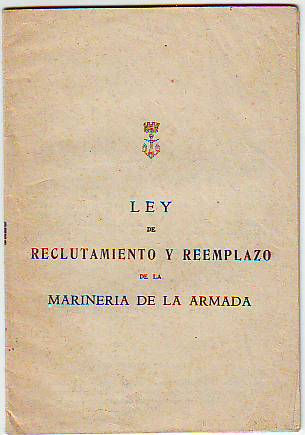 LEY
DE
RECLUTAMIENTO Y REEMPLAZO
DE LA
MARINERIA DE LA ARMADA